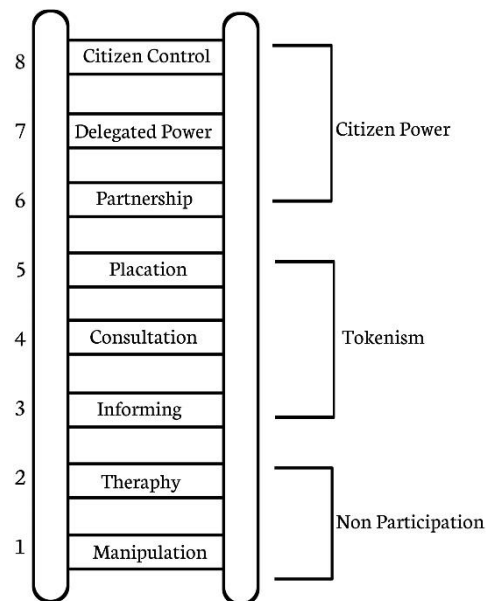 8 Citizen Control
7 Delegated Power
Citizen Power
6 Partnership
5 Placation
4 Consultation
Tokenism
3 Informing
2 Theraphy
Non Participation
1 Manipulation